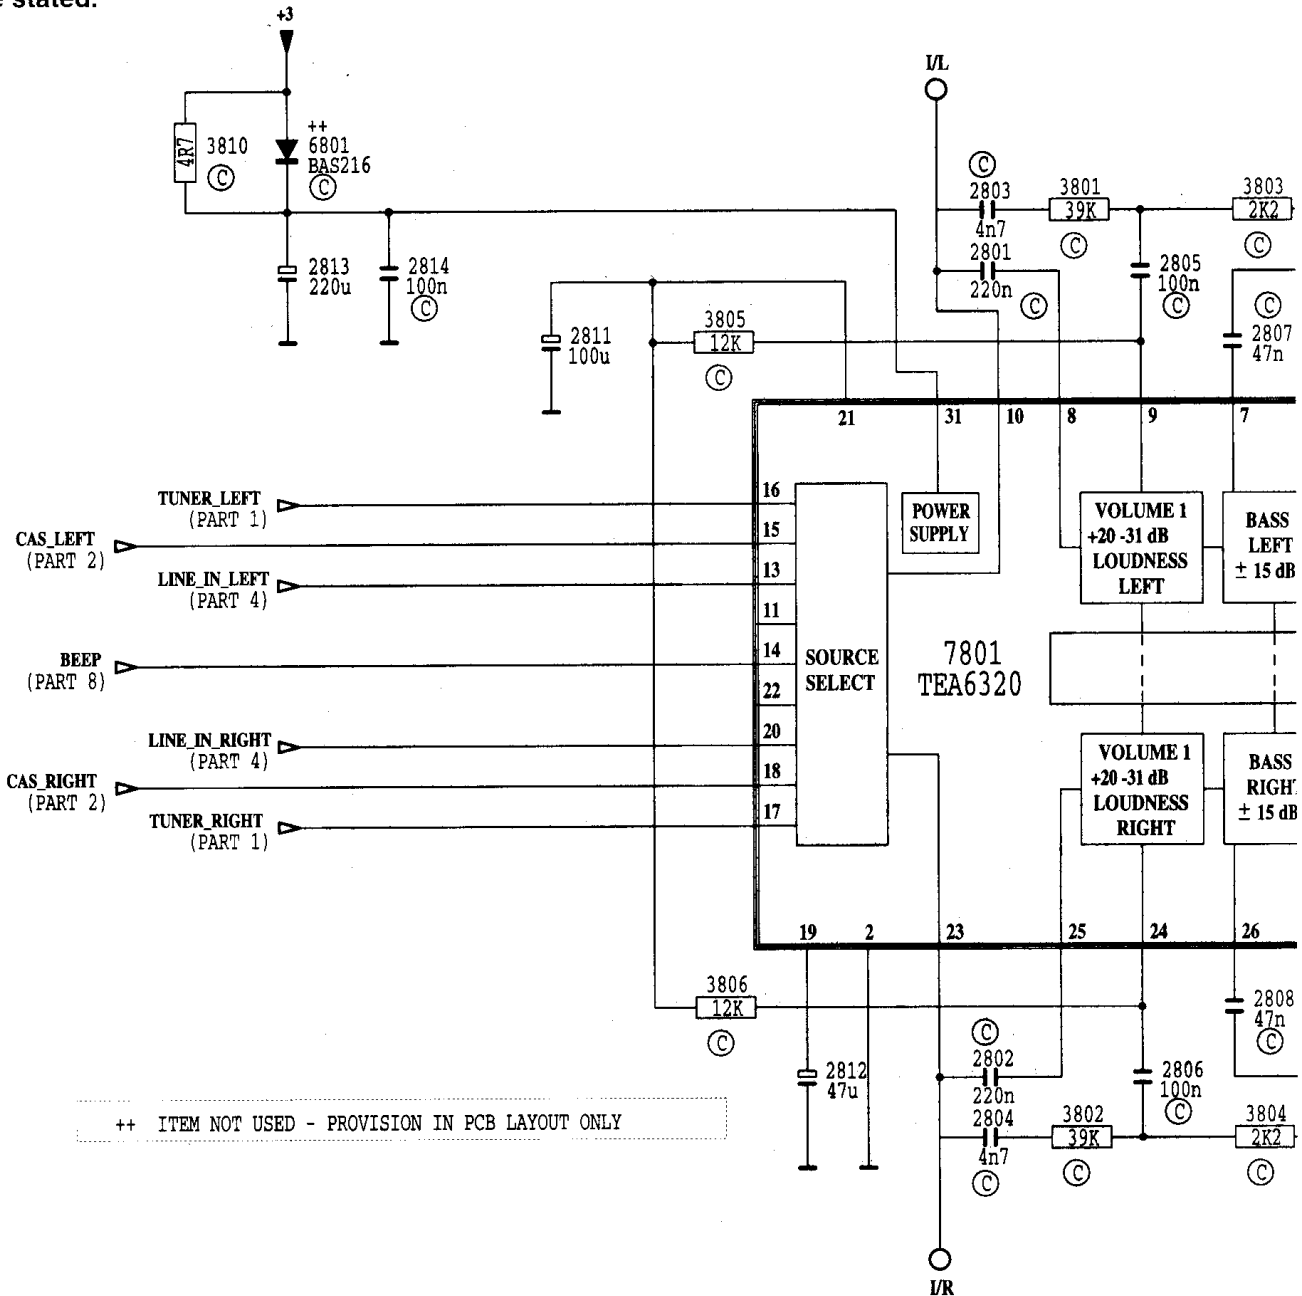 e stated.
+3
I/L
4R7
3810
C
++
6801
BAS216
C
C
2803
4n7
3801
39K
C
3803
2K2
C
2801
220n
C
2805
100n
C
C
2807
47n
2813
220u
2814
100n
C
2811
100u
3805
12K
C
21
31
10
8
9
7
TUNER_LEFT
(PART 1)
CAS_LEFT
(PART 2)
LINE_IN_LEFT
(PART 4)
BEEP
(PART 8)
LINE_IN_RIGHT
(PART 4)
CAS_RIGHT
(PART 2)
TUNER_RIGHT
(PART 1)
16
15
13
11
14
22
20
18
17
SOURCE
SELECT
POWER
SUPPLY
VOLUME 1
+20 -31 dB
LOUDNESS
LEFT
BASS
LEFT
± 15 dB
7801
TEA6320
VOLUME 1
+20 -31 dB
LOUDNESS
RIGHT
BASS
RIGHT
± 15 dB
19
2
23
25
24
26
3806
12K
C
2812
47u
C
2802
220n
2804
4n7
C
3802
39K
C
2806
100n
C
2808
47n
C
3804
2K2
C
++ ITEM NOT USED - PROVISION IN PCB LAYOUT ONLY
I/R